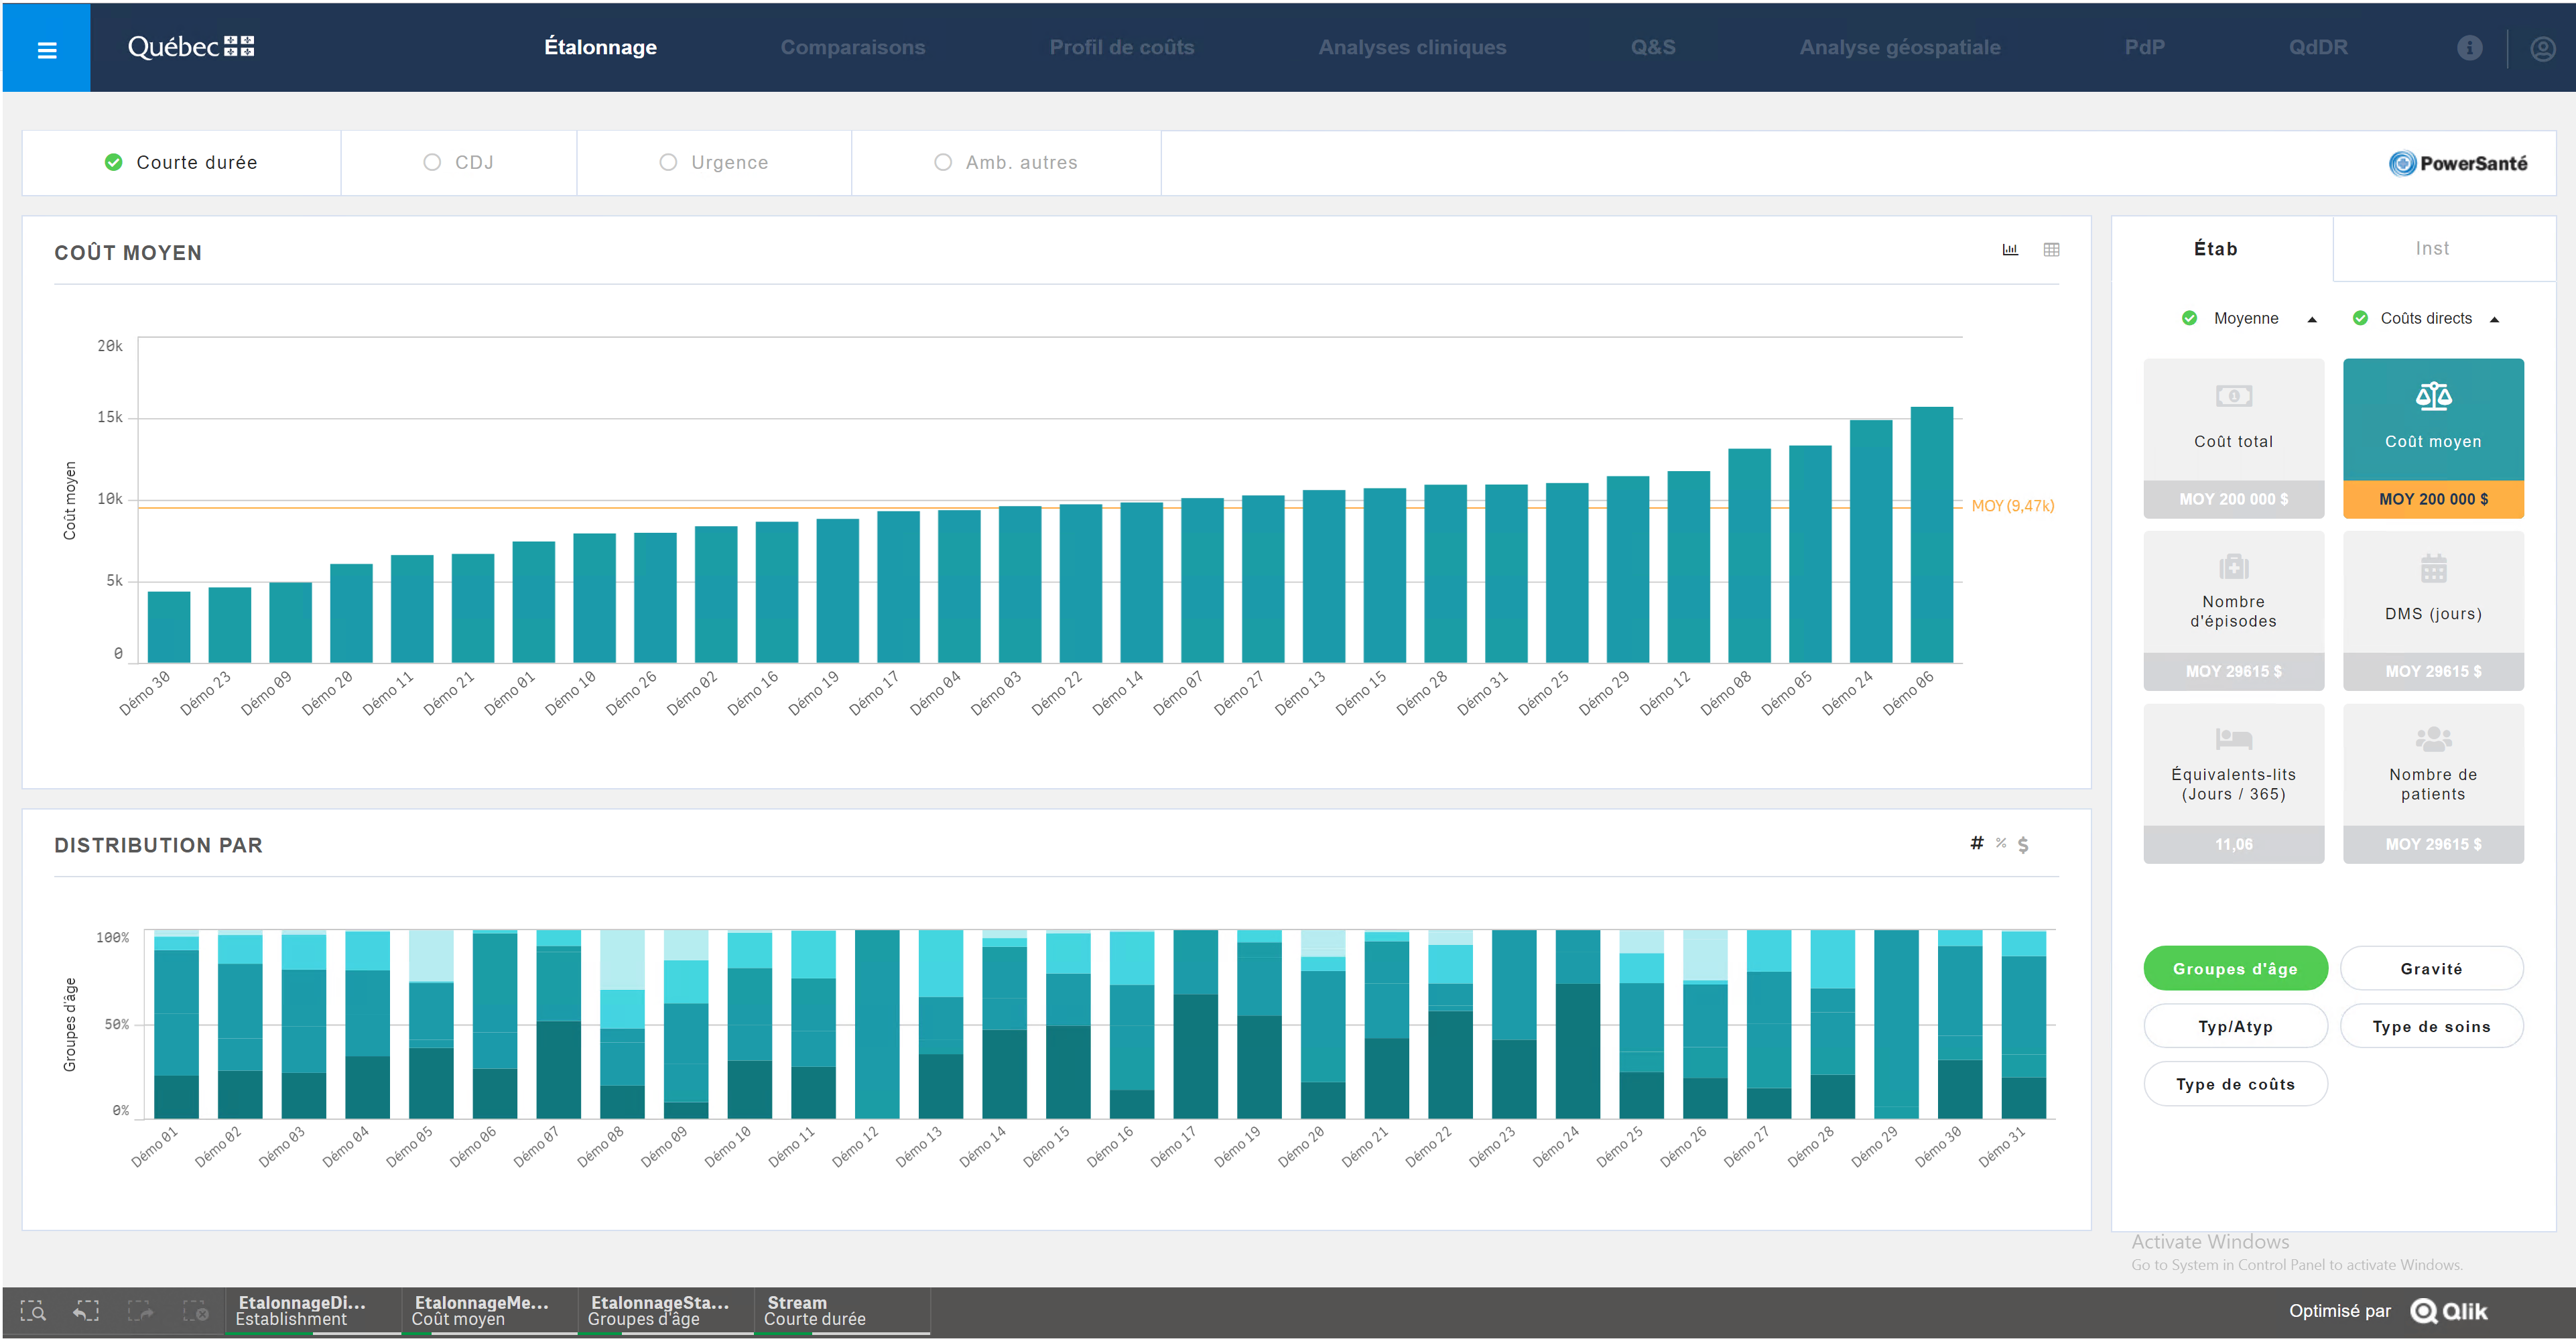 Québec
Étalonnage
Comparaisons
Profil de coûts
Analyses cliniques
Q&S
Analyse géospatiale
PdP
QdDR
Courte durée
CDJ
Urgence
Amb. autres
PowerSanté
COÛT MOYEN
Coût moyen
20k
15k
10k
5k
0
MOY (9,47k)
Démo 30
Démo 23
Démo 09
Démo 20
Démo 11
Démo 21
Démo 01
Démo 10
Démo 26
Démo 02
Démo 16
Démo 19
Démo 17
Démo 04
Démo 03
Démo 22
Démo 14
Démo 07
Démo 27
Démo 13
Démo 15
Démo 28
Démo 31
Démo 25
Démo 29
Démo 12
Démo 08
Démo 05
Démo 24
Démo 06
DISTRIBUTION PAR
# % $
Groupes d'âge
100%
50%
0%
Démo 01
Démo 02
Démo 03
Démo 04
Démo 05
Démo 06
Démo 07
Démo 08
Démo 09
Démo 10
Démo 11
Démo 12
Démo 13
Démo 14
Démo 15
Démo 16
Démo 17
Démo 19
Démo 20
Démo 21
Démo 22
Démo 23
Démo 24
Démo 25
Démo 26
Démo 27
Démo 28
Démo 29
Démo 30
Démo 31
Étab
Inst
Moyenne
Coûts directs
Coût total
MOY 200 000 $
Coût moyen
MOY 200 000 $
Nombre
d'épisodes
MOY 29615 $
DMS (jours)
MOY 29615 $
Équivalents-lits
(Jours / 365)
11,06
Nombre de
patients
MOY 29615 $
Groupes d'âge
Gravité
Typ/Atyp
Type de soins
Type de coûts
Activate Windows
Go to System in Control Panel to activate Windows.
EtalonnageDi...
Establishment
EtalonnageMe...
Coût moyen
EtalonnageSta...
Groupes d'âge
Stream
Courte durée
Optimisé par
Qlik